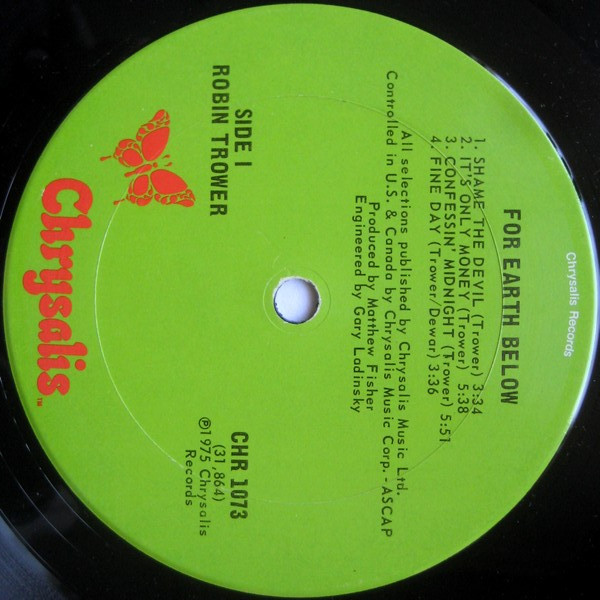 Chrysalis Records
FOR EARTH BELOW
1. SHAME THE DEVIL (Trower) 3:34
2. IT'S ONLY MONEY (Trower) 5:38
3. CONFESSIN' MIDNIGHT (Trower) 5:51
4. FINE DAY (Trower/Dewar) 3:36
All selections published by Chrysalis Music Ltd.
Controlled in U.S. & Canada by Chrysalis Music Corp. - ASCAP
Produced by Matthew Fisher
Engineered by Gary Ladinsky
SIDE I
ROBIN TROWER
CHR 1073
(31,864)
℗1975 Chrysalis
Records
Chrysalis™